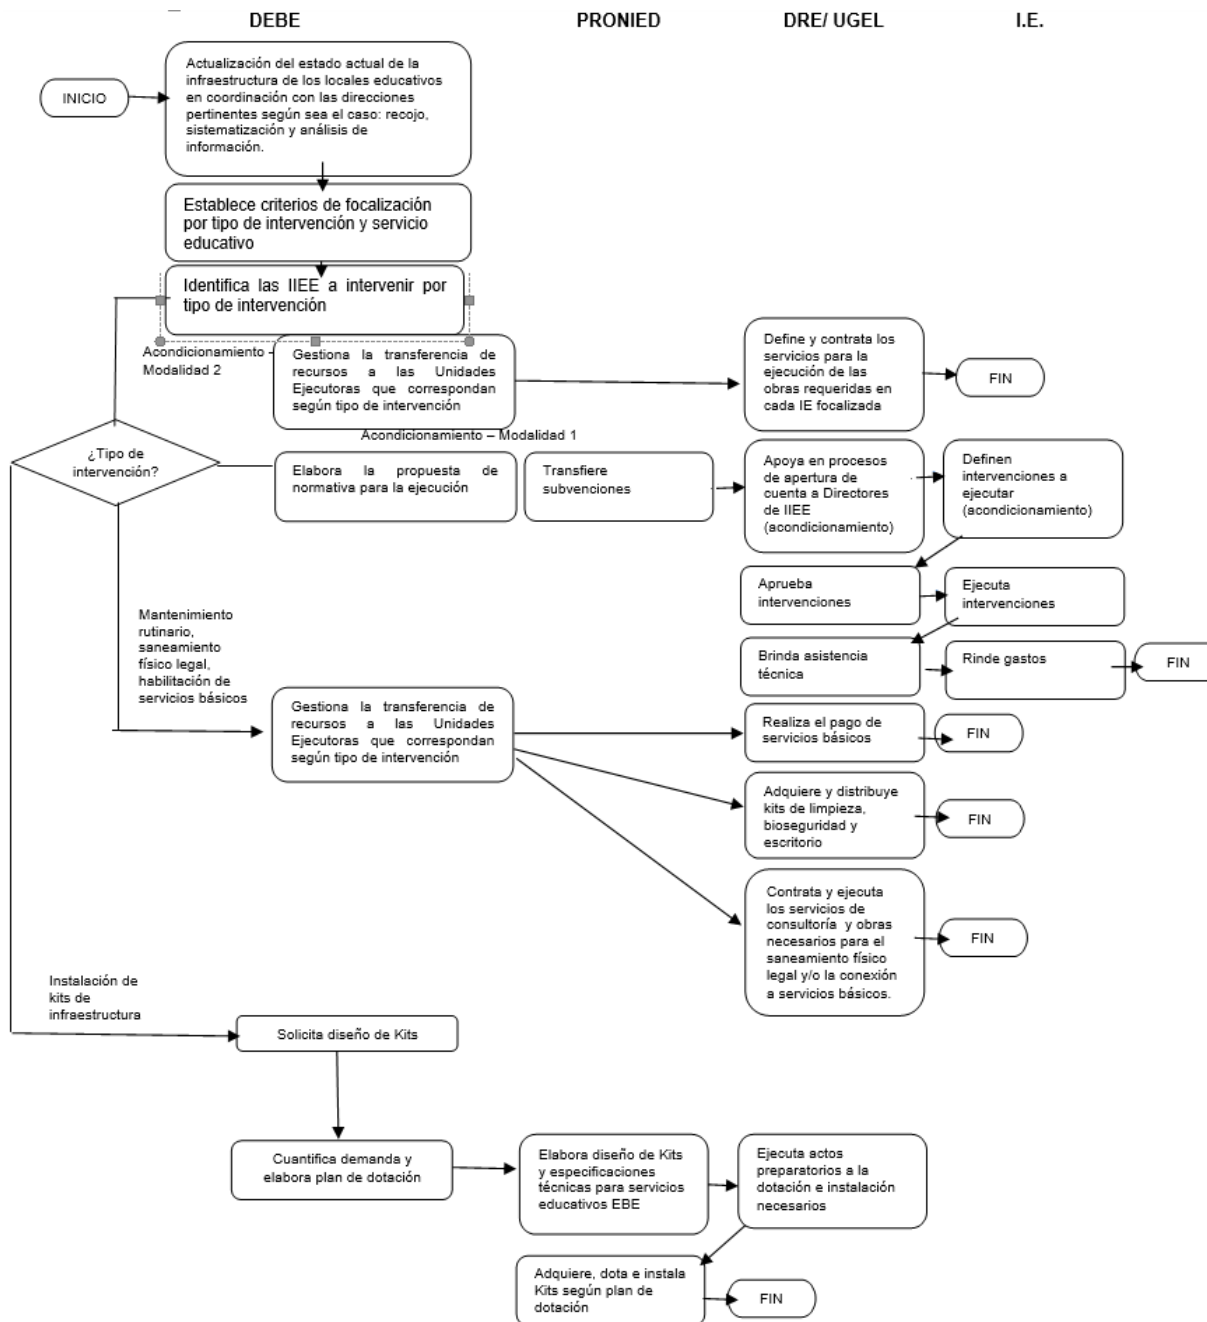 DEBE
PRONIED
DRE/ UGEL
I.E.
INICIO
Actualización del estado actual de la
infraestructura de los locales educativos
en coordinación con las direcciones
pertinentes según sea el caso: recojo,
sistematización y análisis de
información.
Establece criterios de focalización
por tipo de intervención y servicio
educativo
Identifica las IIEE a intervenir por
tipo de intervención
Acondicionamiento -
Modalidad 2
Gestiona la transferencia de
recursos a las Unidades
Ejecutoras que correspondan
según tipo de intervención
Define y contrata los
servicios para la
ejecución de las
obras requeridas en
cada IE focalizada
FIN
¿Tipo de
intervención?
Acondicionamiento – Modalidad 1
Elabora la propuesta de
normativa para la ejecución
Transfiere
subvenciones
Apoya en procesos
de apertura de
cuenta a Directores
de IIEE
(acondicionamiento)
Definen
intervenciones a
ejecutar
(acondicionamiento)
Aprueba
intervenciones
Ejecuta
intervenciones
Brinda asistencia
técnica
Rinde gastos
FIN
Mantenimiento
rutinario,
saneamiento
físico legal,
habilitación de
servicios básicos
Gestiona la transferencia de
recursos a las Unidades
Ejecutoras que correspondan
según tipo de intervención
Realiza el pago de
servicios básicos
FIN
Adquiere y distribuye
kits de limpieza,
bioseguridad y
escritorio
FIN
Contrata y ejecuta
los servicios de
consultoría y obras
necesarios para el
saneamiento físico
legal y/o la conexión
a servicios básicos.
FIN
Instalación de
kits de
infraestructura
Solicita diseño de Kits
Cuantifica demanda y
elabora plan de dotación
Elabora diseño de Kits
y especificaciones
técnicas para servicios
educativos EBE
Ejecuta actos
preparatorios a la
dotación e instalación
necesarios
Adquiere, dota e instala
Kits según plan de
dotación
FIN